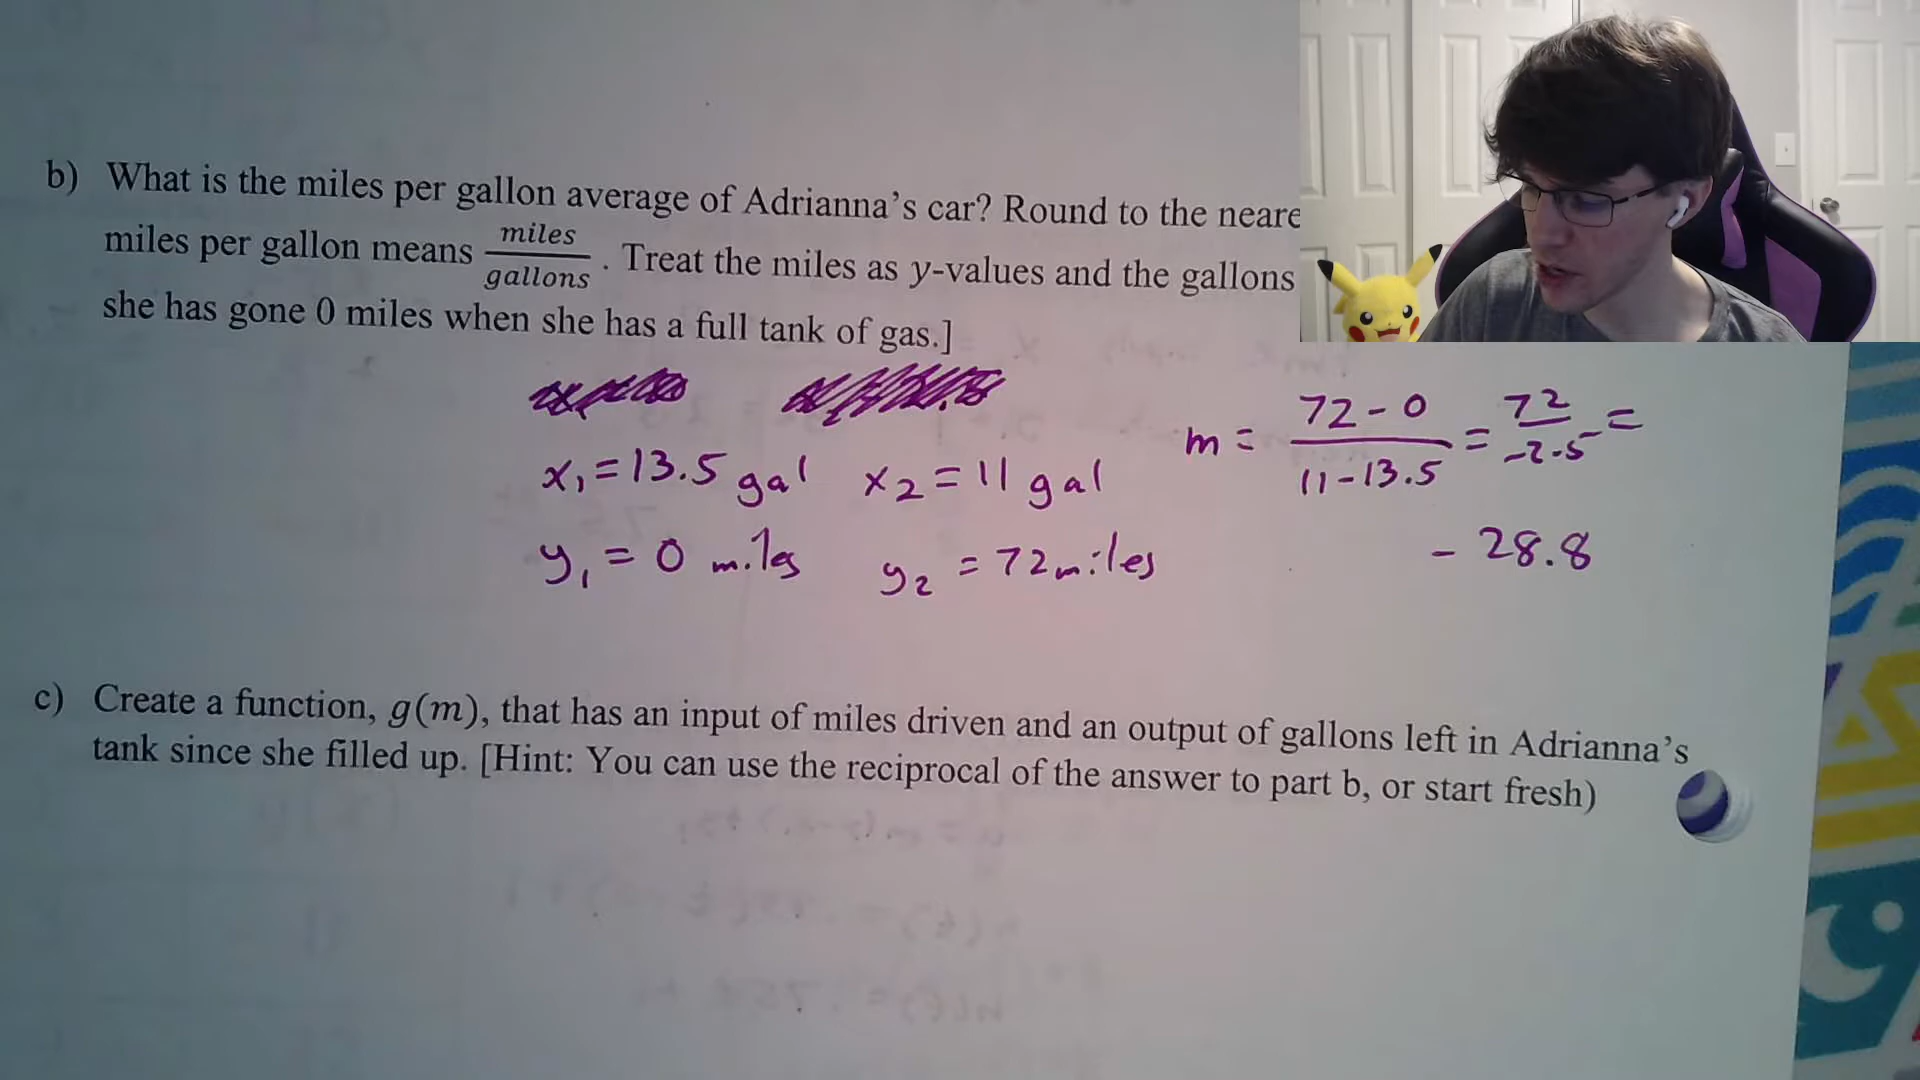 b) What is the miles per gallon average of Adrianna's car? Round to the neare
miles per gallon means miles/gallons . Treat the miles as y-values and the gallons
she has gone 0 miles when she has a full tank of gas.]
x₁ = 13.5 gal x₂ = 11 gal
y₁ = 0 miles y₂ = 72 miles
m = (72 - 0)/(11 - 13.5) = 72/-2.5 =
- 28.8
c) Create a function, g(m), that has an input of miles driven and an output of gallons left in Adrianna's
tank since she filled up. [Hint: You can use the reciprocal of the answer to part b, or start fresh)